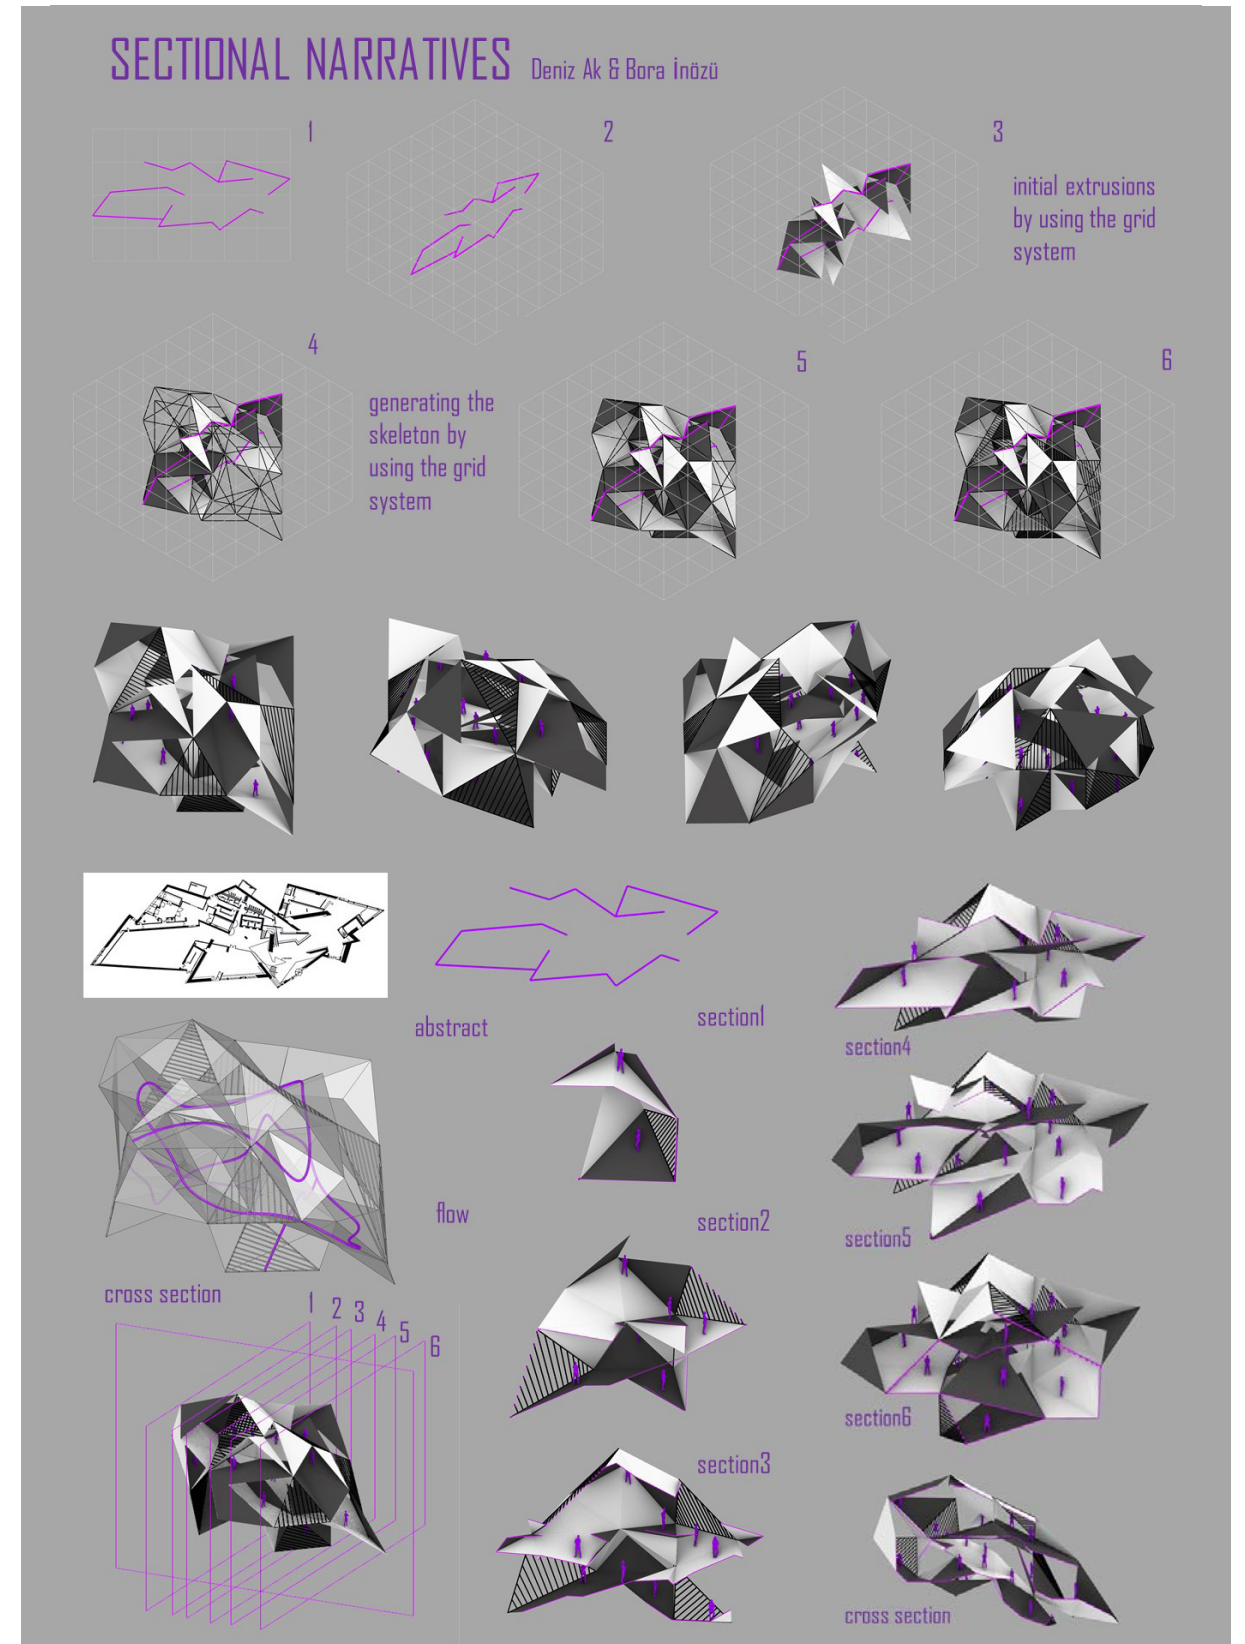 SECTIONAL NARRATIVES Deniz Ak & Bora İnözü
1
2
3
initial extrusions
by using the grid
system
4
generating the
skeleton by
using the grid
system
5
6
abstract
section1
section4
flow
section2
section5
cross section
1 2 3 4 5 6
section3
section6
cross section